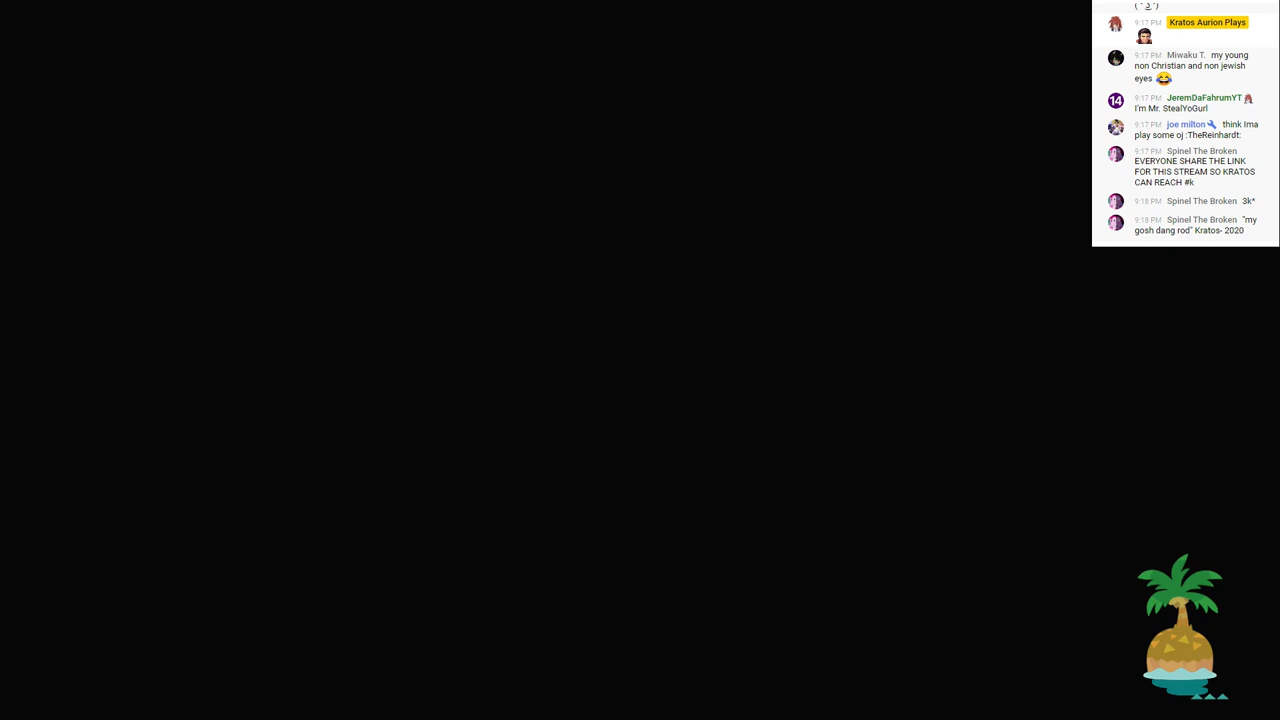 9:17 PM Kratos Aurion Plays
9:17 PM Miwaku T. my young
non Christian and non jewish
eyes 😂
9:17 PM JeremDaFahrumYT
I'm Mr. StealYoGurl
9:17 PM joe milton think Ima
play some oj :TheReinhardt:
9:17 PM Spinel The Broken
EVERYONE SHARE THE LINK
FOR THIS STREAM SO KRATOS
CAN REACH #k
9:18 PM Spinel The Broken 3k*
9:18 PM Spinel The Broken "my
gosh dang rod" Kratos- 2020
14